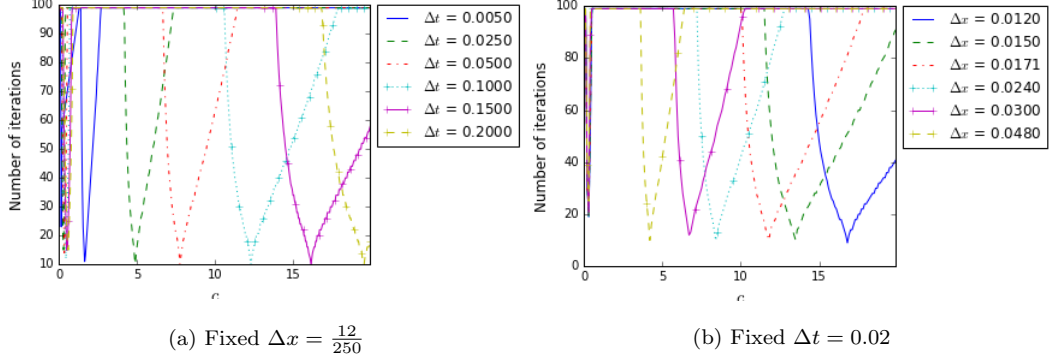 Number of iterations
100
90
80
70
60
50
40
30
20
10
0
5
10
15
c
Δt = 0.0050
Δt = 0.0250
Δt = 0.0500
Δt = 0.1000
Δt = 0.1500
Δt = 0.2000
(a) Fixed Δx = 12/250
Number of iterations
100
80
60
40
20
0
0
5
10
15
c
Δx = 0.0120
Δx = 0.0150
Δx = 0.0171
Δx = 0.0240
Δx = 0.0300
Δx = 0.0480
(b) Fixed Δt = 0.02